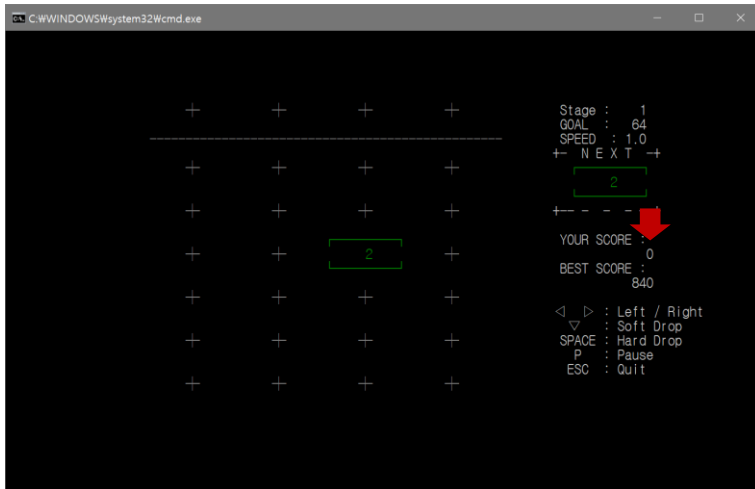 C:₩WINDOWS₩system32₩cmd.exe
Stage : 1
GOAL : 64
SPEED : 1.0
+- N E X T -+
2
+-- - - - +
YOUR SCORE :
0
2
BEST SCORE :
840
◁ ▷ : Left / Right
▽ : Soft Drop
SPACE : Hard Drop
P : Pause
ESC : Quit